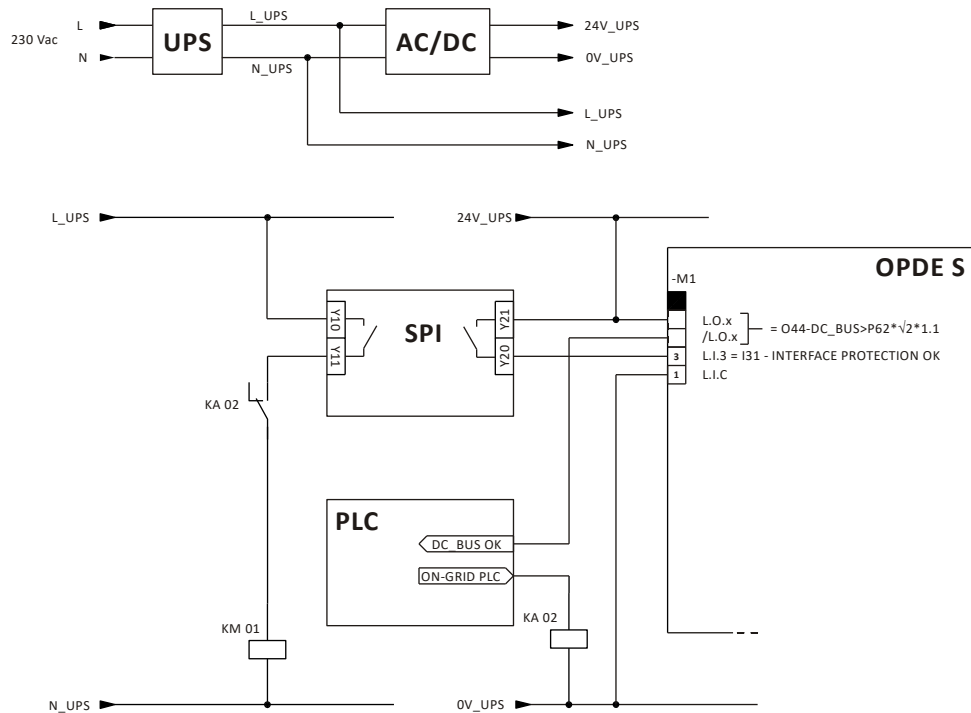 L_UPS
L
24V_UPS
230 Vac
UPS
AC/DC
N
0V_UPS
N_UPS
L_UPS
N_UPS
L_UPS
24V_UPS
OPDE S
-M1
Y10
Y11
SPI
Y21
Y20
L.O.x
/L.O.x
= O44-DC_BUS>P62*√2*1.1
3
L.I.3 = I31 - INTERFACE PROTECTION OK
1
L.I.C
KA 02
PLC
DC_BUS OK
ON-GRID PLC
KM 01
KA 02
N_UPS
0V_UPS